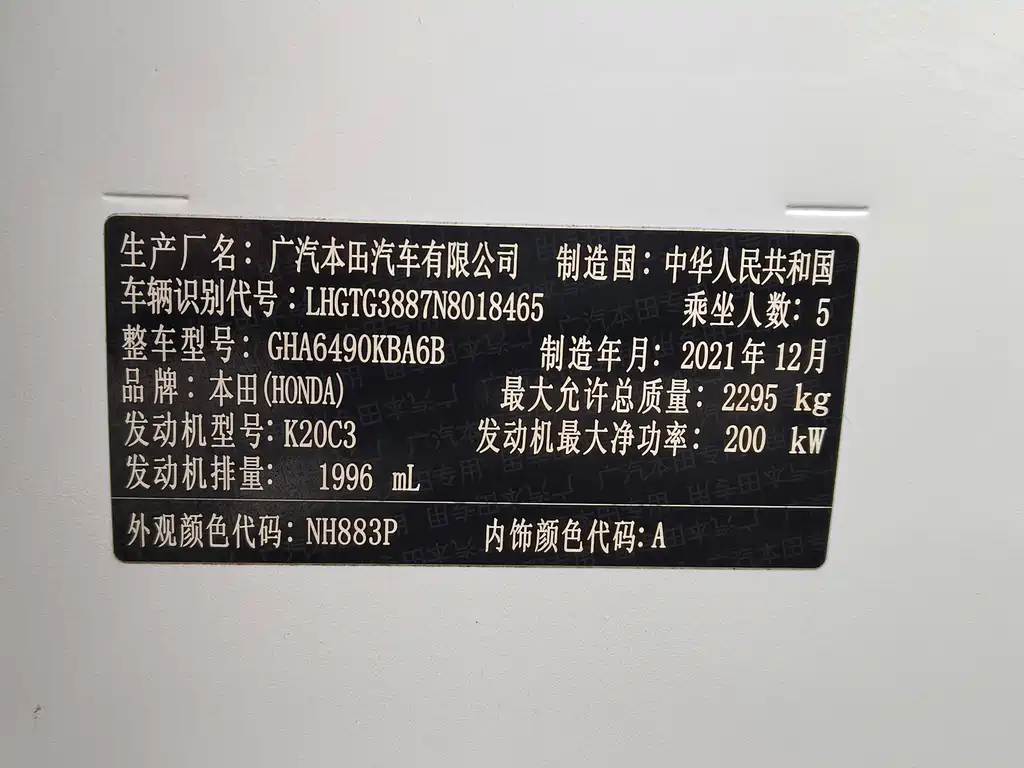 生产厂名：广汽本田汽车有限公司 制造国：中华人民共和国
车辆识别代号：LHGTG3887N8018465 乘坐人数：5
整车型号：GHA6490KBA6B 制造年月：2021年12月
品牌：本田(HONDA) 最大允许总质量：2295 kg
发动机型号：K20C3 发动机最大净功率：200 kW
发动机排量：1996 mL
外观颜色代码：NH883P 内饰颜色代码：A